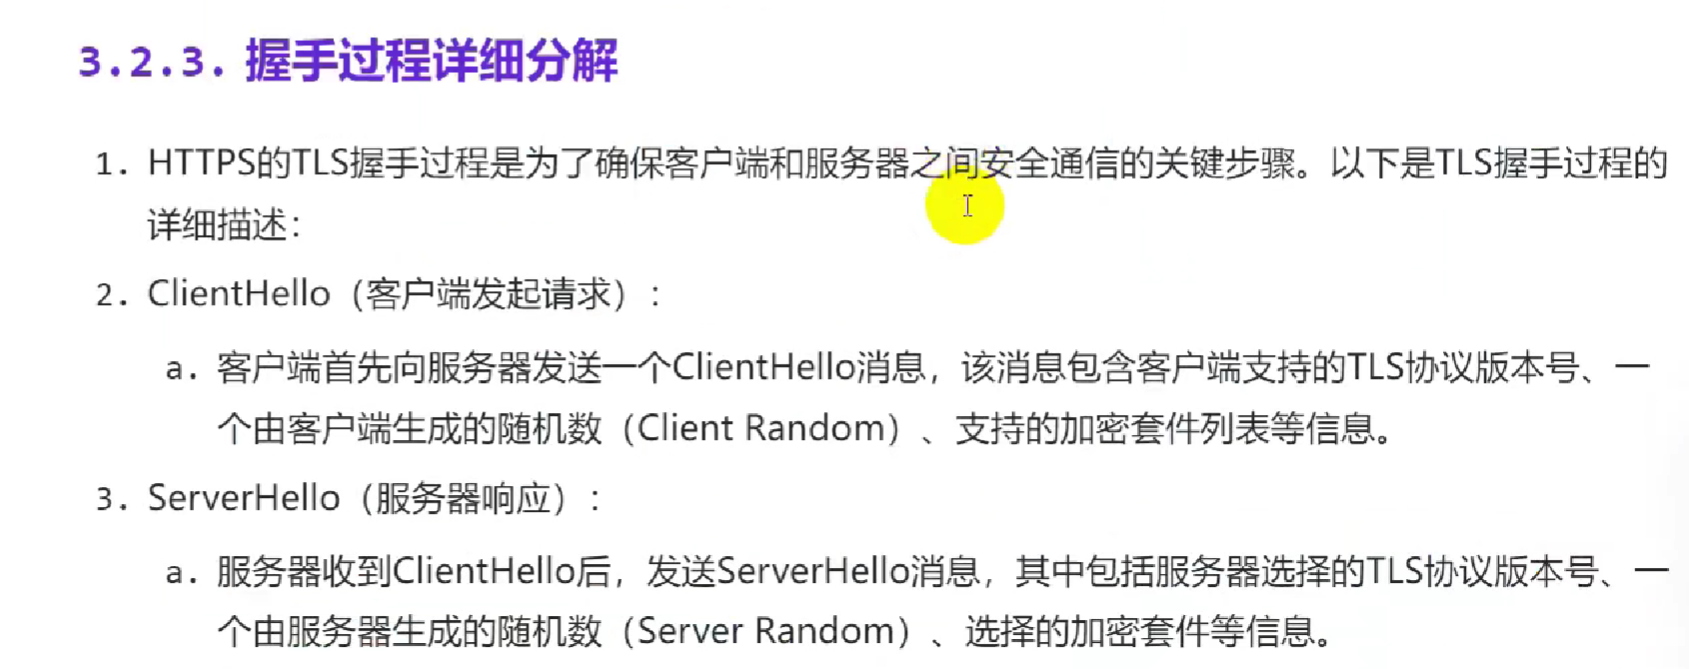 3.2.3. 握手过程详细分解
1. HTTPS的TLS握手过程是为了确保客户端和服务器之间安全通信的关键步骤。以下是TLS握手过程的
详细描述：
2. ClientHello（客户端发起请求）：
a. 客户端首先向服务器发送一个ClientHello消息，该消息包含客户端支持的TLS协议版本号、一
个由客户端生成的随机数（Client Random）、支持的加密套件列表等信息。
3. ServerHello（服务器响应）：
a. 服务器收到ClientHello后，发送ServerHello消息，其中包括服务器选择的TLS协议版本号、一
个由服务器生成的随机数（Server Random）、选择的加密套件等信息。